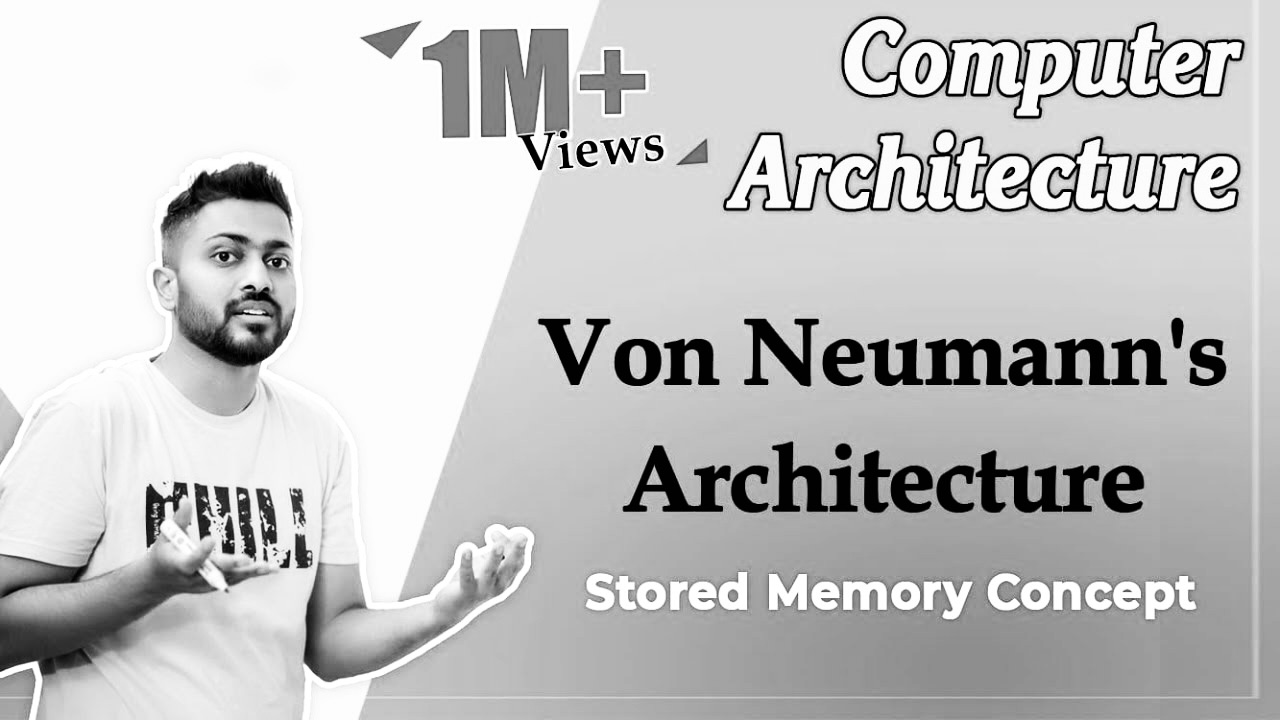 1M+
Views
Computer
Architecture
Von Neumann's
Architecture
Stored Memory Concept